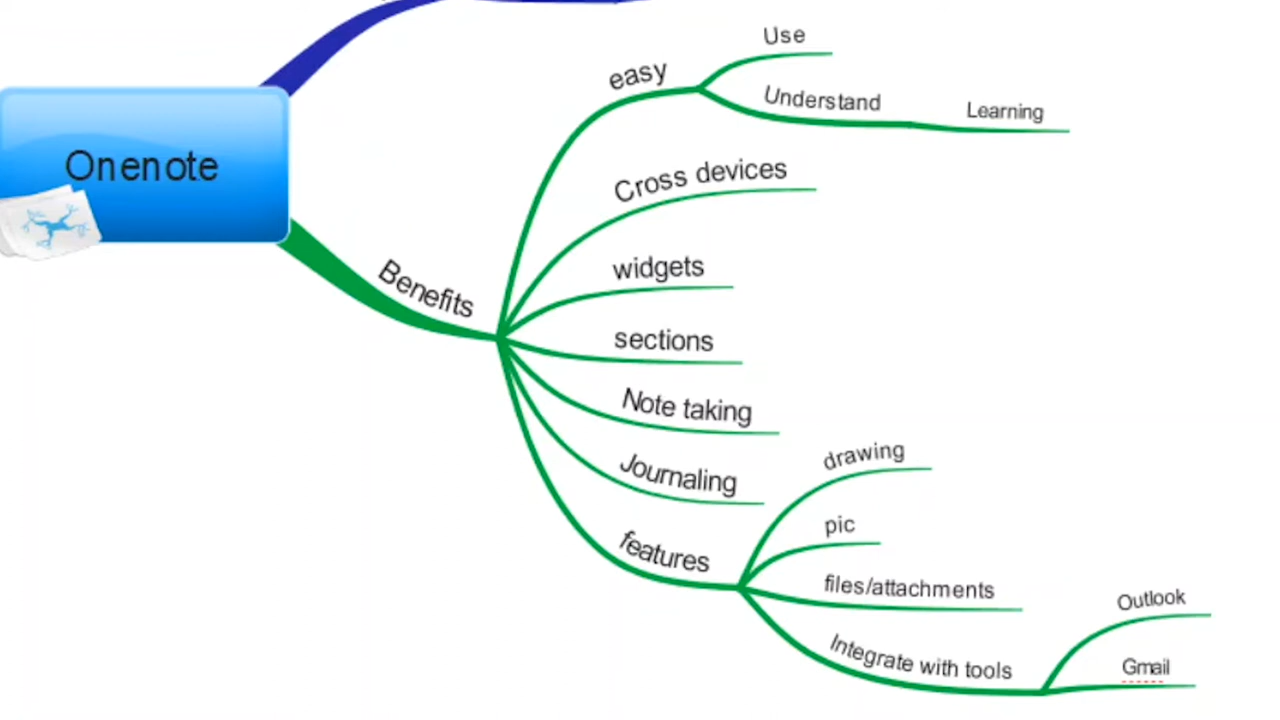 Onenote
Benefits
easy
Use
Understand
Learning
Cross devices
widgets
sections
Note taking
Journaling
features
drawing
pic
files/attachments
Integrate with tools
Outlook
Gmail